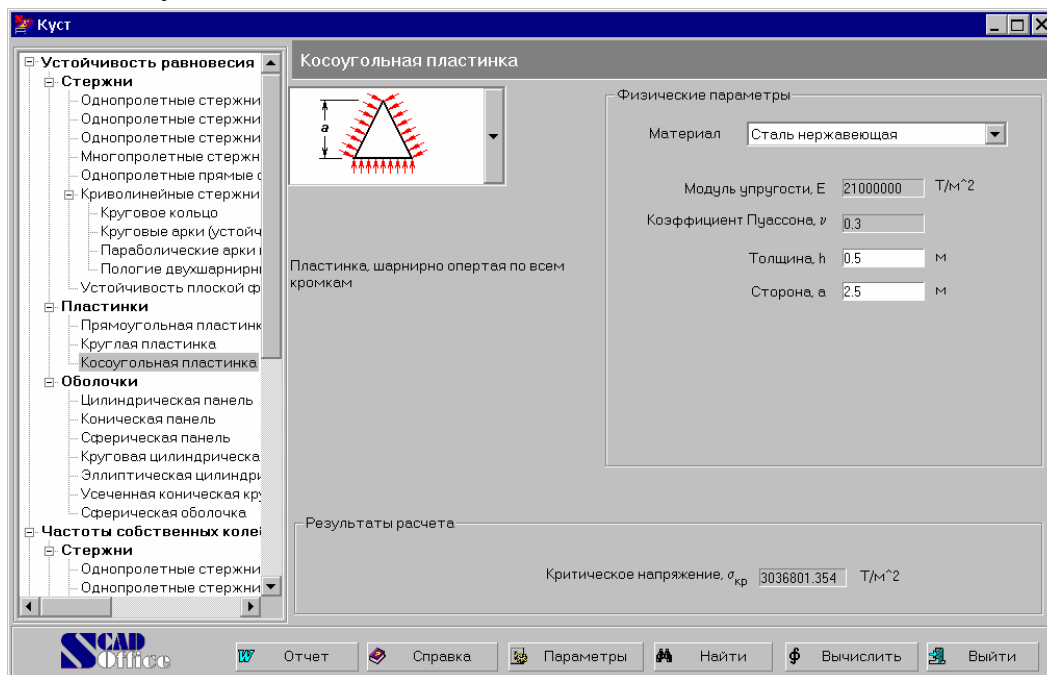 Куст
Устойчивость равновесия
Стержни
Однопролетные стержни
Однопролетные стержни
Однопролетные стержни
Многопролетные стержн
Однопролетные прямые с
Криволинейные стержни
Круговое кольцо
Круговые арки (устойч
Параболические арки
Пологие двухшарнирн
Устойчивость плоской ф
Пластинки
Прямоугольная пластинк
Круглая пластинка
Косоугольная пластинка
Оболочки
Цилиндрическая панель
Коническая панель
Сферическая панель
Круговая цилиндрическа
Эллиптическая цилиндри
Усеченная коническая кру
Сферическая оболочка
Частоты собственных колеб
Стержни
Однопролетные стержни
Однопролетные стержни
Косоугольная пластинка
a
Пластинка, шарнирно опертая по всем
кромкам
Физические параметры
Материал Сталь нержавеющая
Модуль упругости, E 21000000 Т/м^2
Коэффициент Пуассона, ν 0.3
Толщина, h 0.5 м
Сторона, a 2.5 м
Результаты расчета
Критическое напряжение, σкр 3036801.354 Т/м^2
SCAD
Office
Отчет Справка Параметры Найти Вычислить Выйти